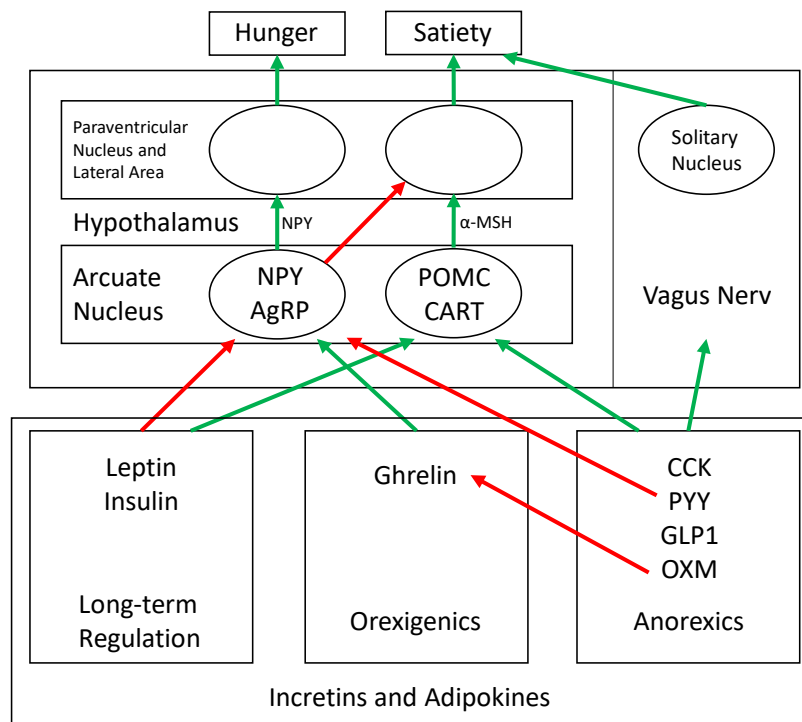 Hunger
Satiety
Paraventricular
Nucleus and
Lateral Area
Solitary
Nucleus
Hypothalamus
NPY
α-MSH
Arcuate
Nucleus
NPY
AgRP
POMC
CART
Vagus Nerv
Leptin
Insulin
Long-term
Regulation
Ghrelin
Orexigenics
CCK
PYY
GLP1
OXM
Anorexics
Incretins and Adipokines